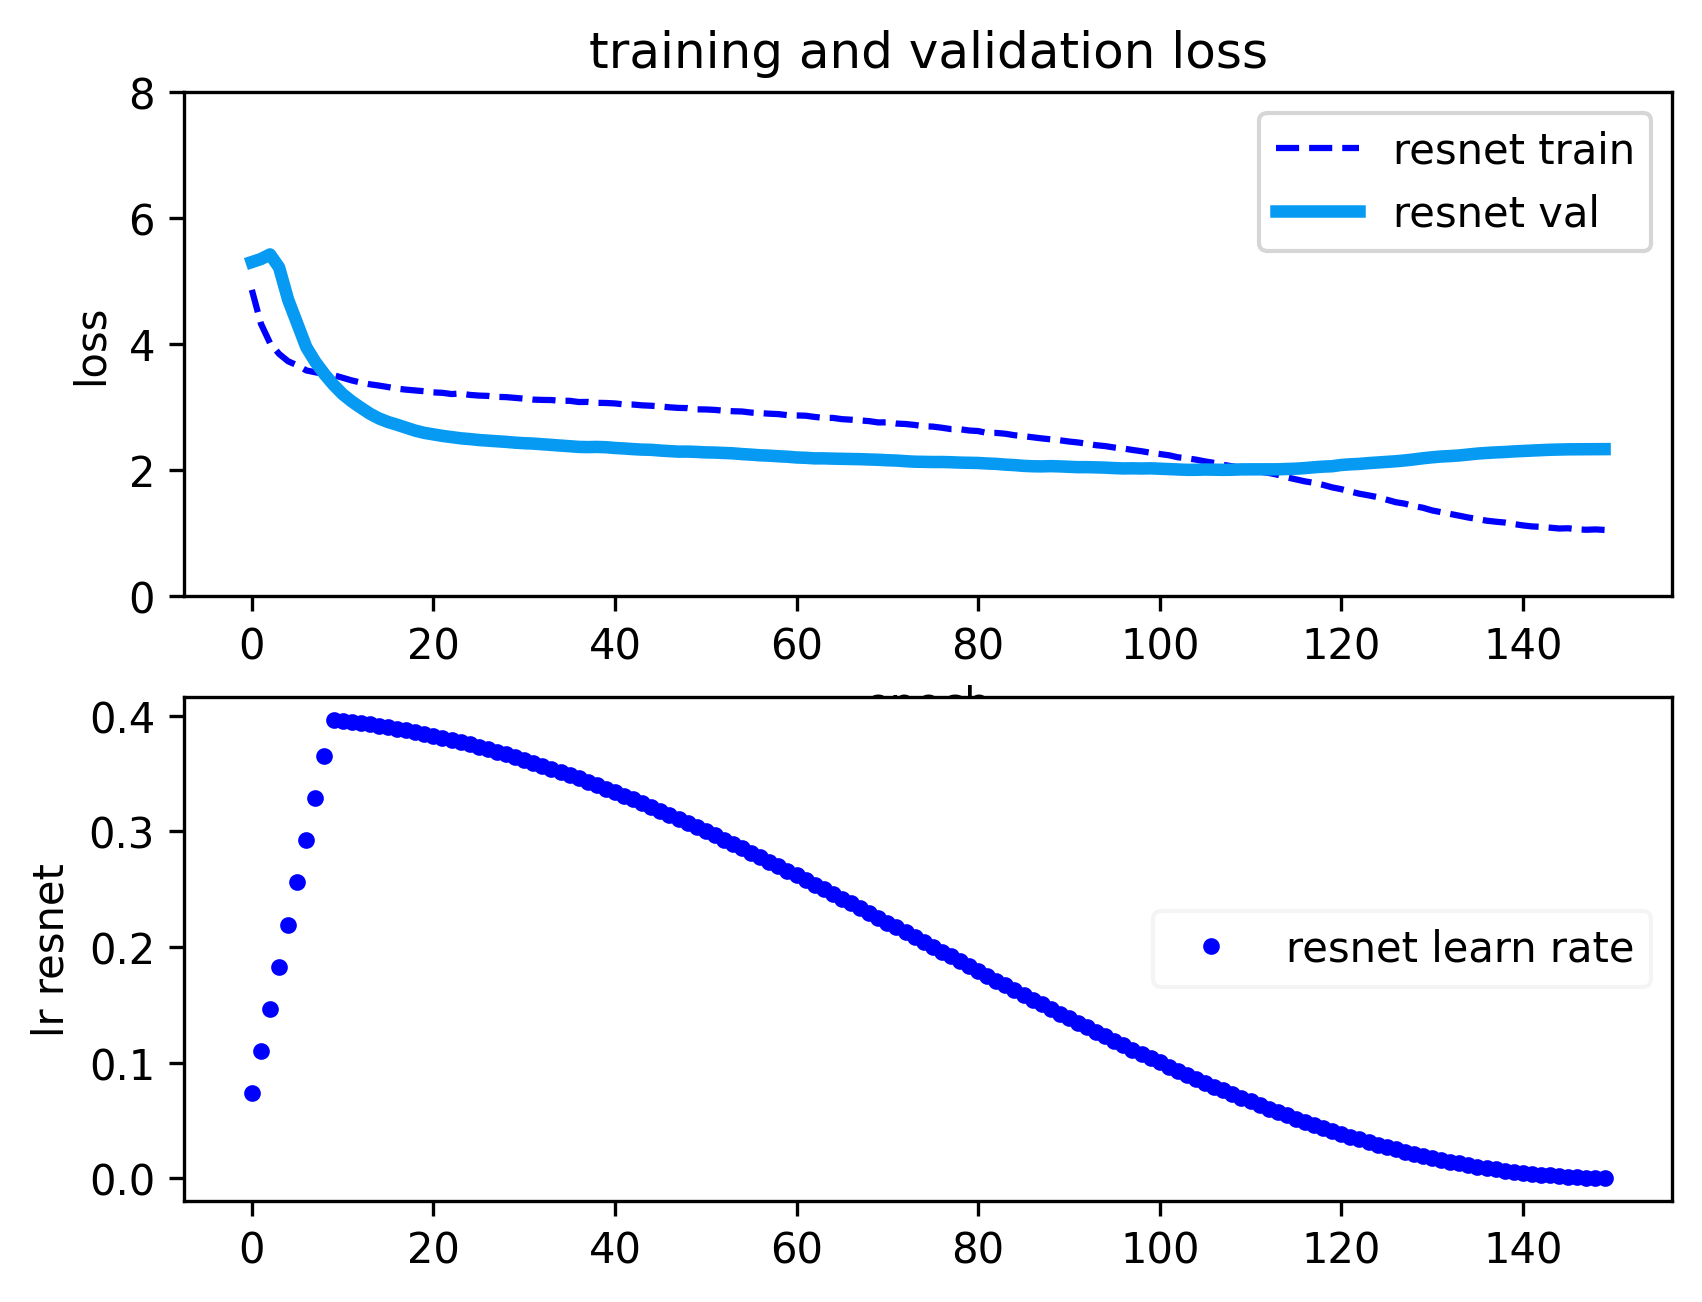 training and validation loss
8
6
4
2
0
loss
resnet train
resnet val
0 20 40 60 80 100 120 140
0.4
0.3
0.2
0.1
0.0
lr resnet
resnet learn rate
0 20 40 60 80 100 120 140